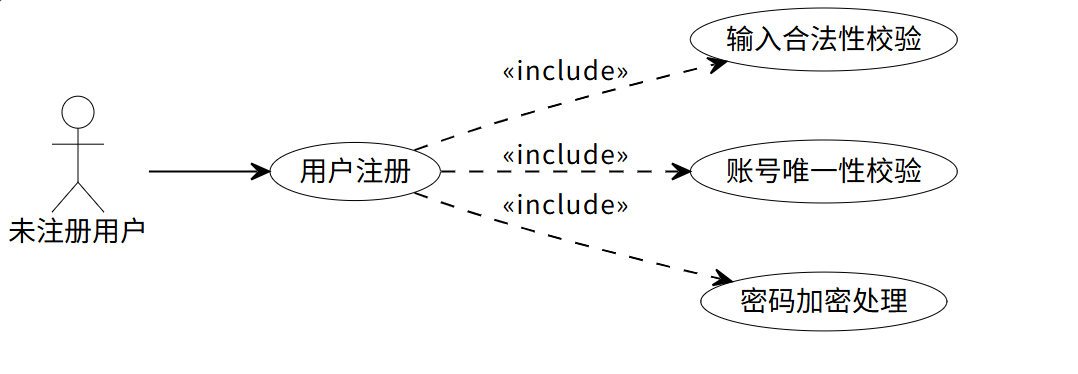 输入合法性校验
«include»
未注册用户
用户注册
«include»
账号唯一性校验
«include»
密码加密处理